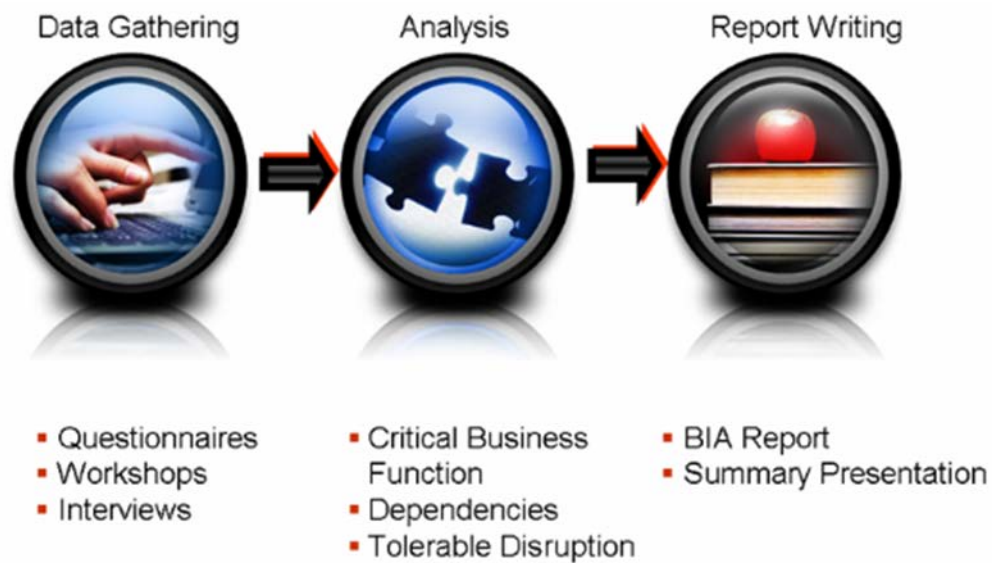 Data Gathering
Analysis
Report Writing
Questionnaires
Workshops
Interviews
Critical Business
Function
Dependencies
Tolerable Disruption
BIA Report
Summary Presentation